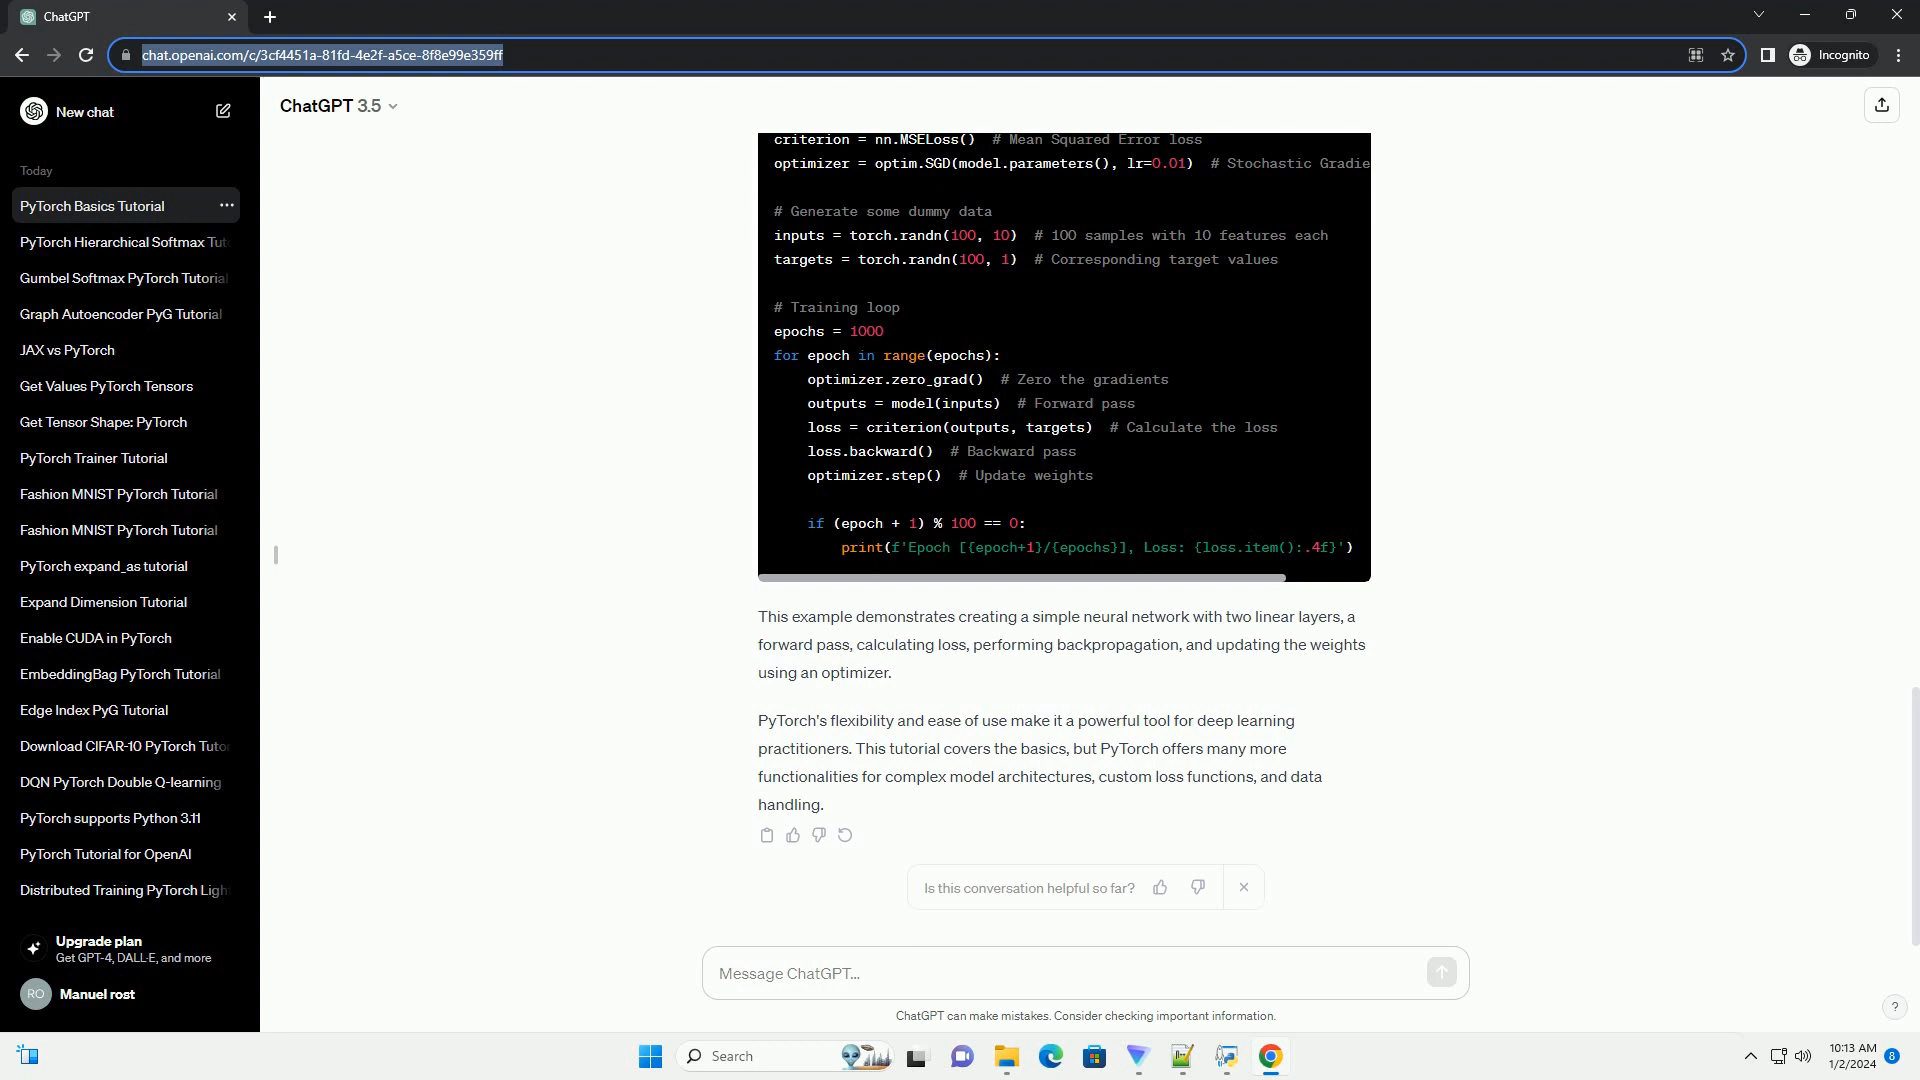 ChatGPT
chat.openai.com/c/3cf4451a-81fd-4e2f-a5ce-8f8e99e359ff
Incognito
New chat
Today
PyTorch Basics Tutorial
PyTorch Hierarchical Softmax Tut
Gumbel Softmax PyTorch Tutorial
Graph Autoencoder PyG Tutorial
JAX vs PyTorch
Get Values PyTorch Tensors
Get Tensor Shape: PyTorch
PyTorch Trainer Tutorial
Fashion MNIST PyTorch Tutorial
Fashion MNIST PyTorch Tutorial
PyTorch expand_as tutorial
Expand Dimension Tutorial
Enable CUDA in PyTorch
EmbeddingBag PyTorch Tutorial
Edge Index PyG Tutorial
Download CIFAR-10 PyTorch Tuto
DQN PyTorch Double Q-learning
PyTorch supports Python 3.11
PyTorch Tutorial for OpenAI
Distributed Training PyTorch Ligh
Upgrade plan
Get GPT-4, DALL·E, and more
RO Manuel rost
ChatGPT 3.5
criterion = nn.MSELoss()  # Mean Squared Error loss
optimizer = optim.SGD(model.parameters(), lr=0.01)  # Stochastic Gradie
# Generate some dummy data
inputs = torch.randn(100, 10)  # 100 samples with 10 features each
targets = torch.randn(100, 1)  # Corresponding target values
# Training loop
epochs = 1000
for epoch in range(epochs):
    optimizer.zero_grad()  # Zero the gradients
    outputs = model(inputs)  # Forward pass
    loss = criterion(outputs, targets)  # Calculate the loss
    loss.backward()  # Backward pass
    optimizer.step()  # Update weights
    if (epoch + 1) % 100 == 0:
        print(f'Epoch [{epoch+1}/{epochs}], Loss: {loss.item():.4f}')
This example demonstrates creating a simple neural network with two linear layers, a
forward pass, calculating loss, performing backpropagation, and updating the weights
using an optimizer.
PyTorch's flexibility and ease of use make it a powerful tool for deep learning
practitioners. This tutorial covers the basics, but PyTorch offers many more
functionalities for complex model architectures, custom loss functions, and data
handling.
Is this conversation helpful so far?
Message ChatGPT...
ChatGPT can make mistakes. Consider checking important information.
?
Search
10:13 AM
1/2/2024
8